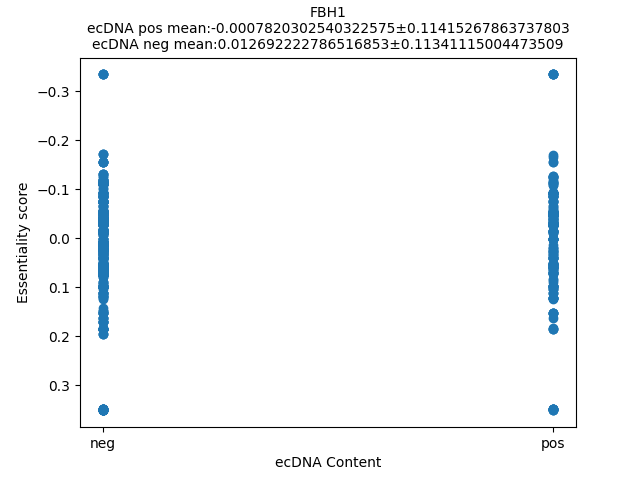 FBH1
ecDNA pos mean:-0.0007820302540322575±0.11415267863737803
ecDNA neg mean:0.012692222786516853±0.11341115004473509
−0.3
−0.2
−0.1
0.0
0.1
0.2
0.3
Essentiality score
neg
pos
ecDNA Content